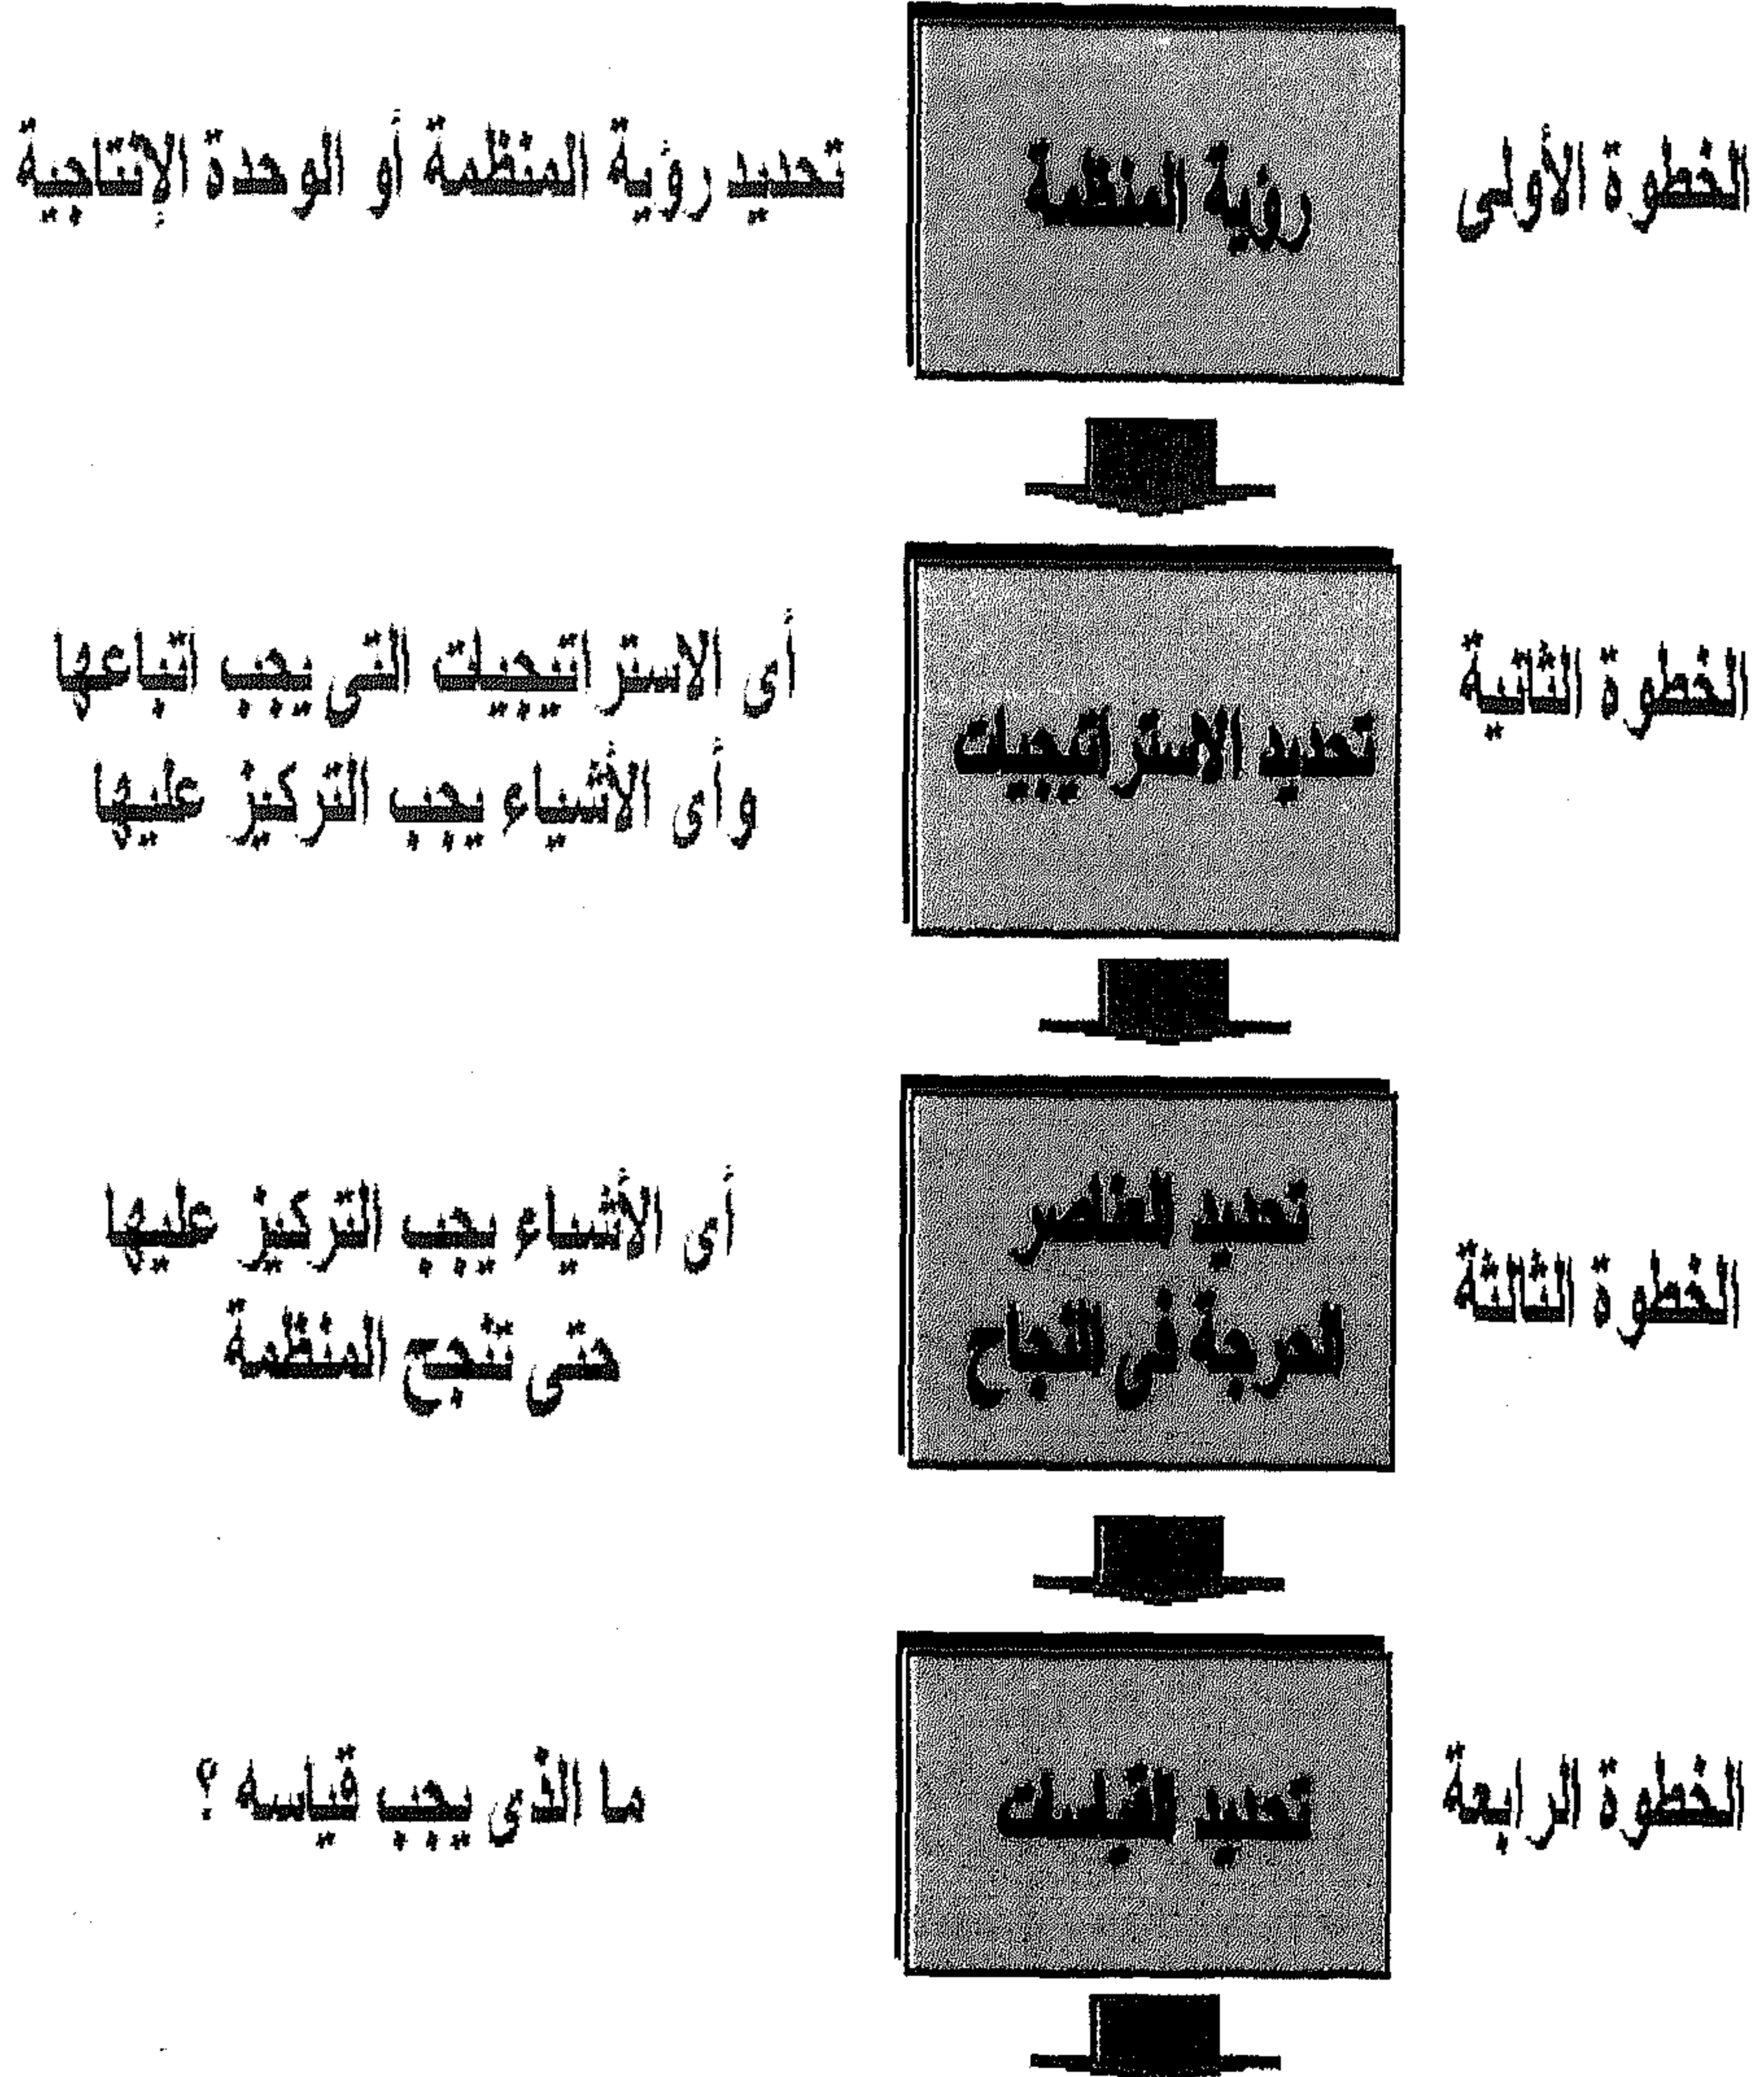 الخطوة الأولى
رؤية المنظمة
تحديد رؤية المنظمة أو الوحدة الإنتاجية
الخطوة الثانية
تحديد الاستراتيجيات
أى الاستراتيجيات التى يجب اتباعها
وأى الأشياء يجب التركيز عليها
الخطوة الثالثة
تحديد العناصر
الحرجة فى النجاح
أى الأشياء يجب التركيز عليها
حتى تنجح المنظمة
الخطوة الرابعة
تحديد القياسات
ما الذى يجب قياسه ؟